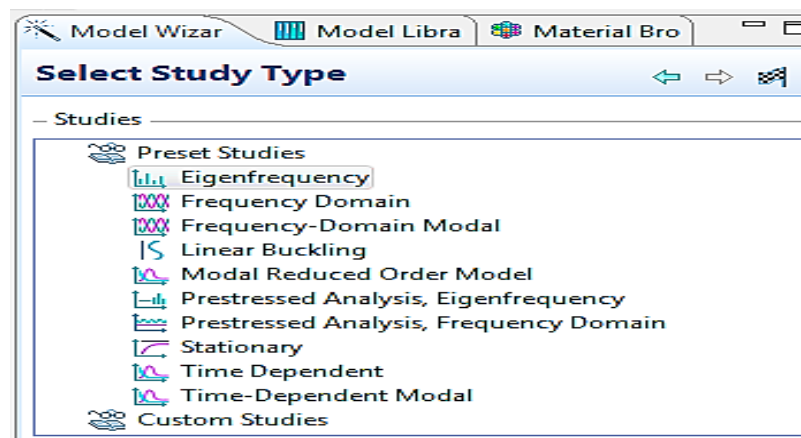 Model Wizar Model Libra Material Bro
Select Study Type
Studies
Preset Studies
Eigenfrequency
Frequency Domain
Frequency-Domain Modal
Linear Buckling
Modal Reduced Order Model
Prestressed Analysis, Eigenfrequency
Prestressed Analysis, Frequency Domain
Stationary
Time Dependent
Time-Dependent Modal
Custom Studies